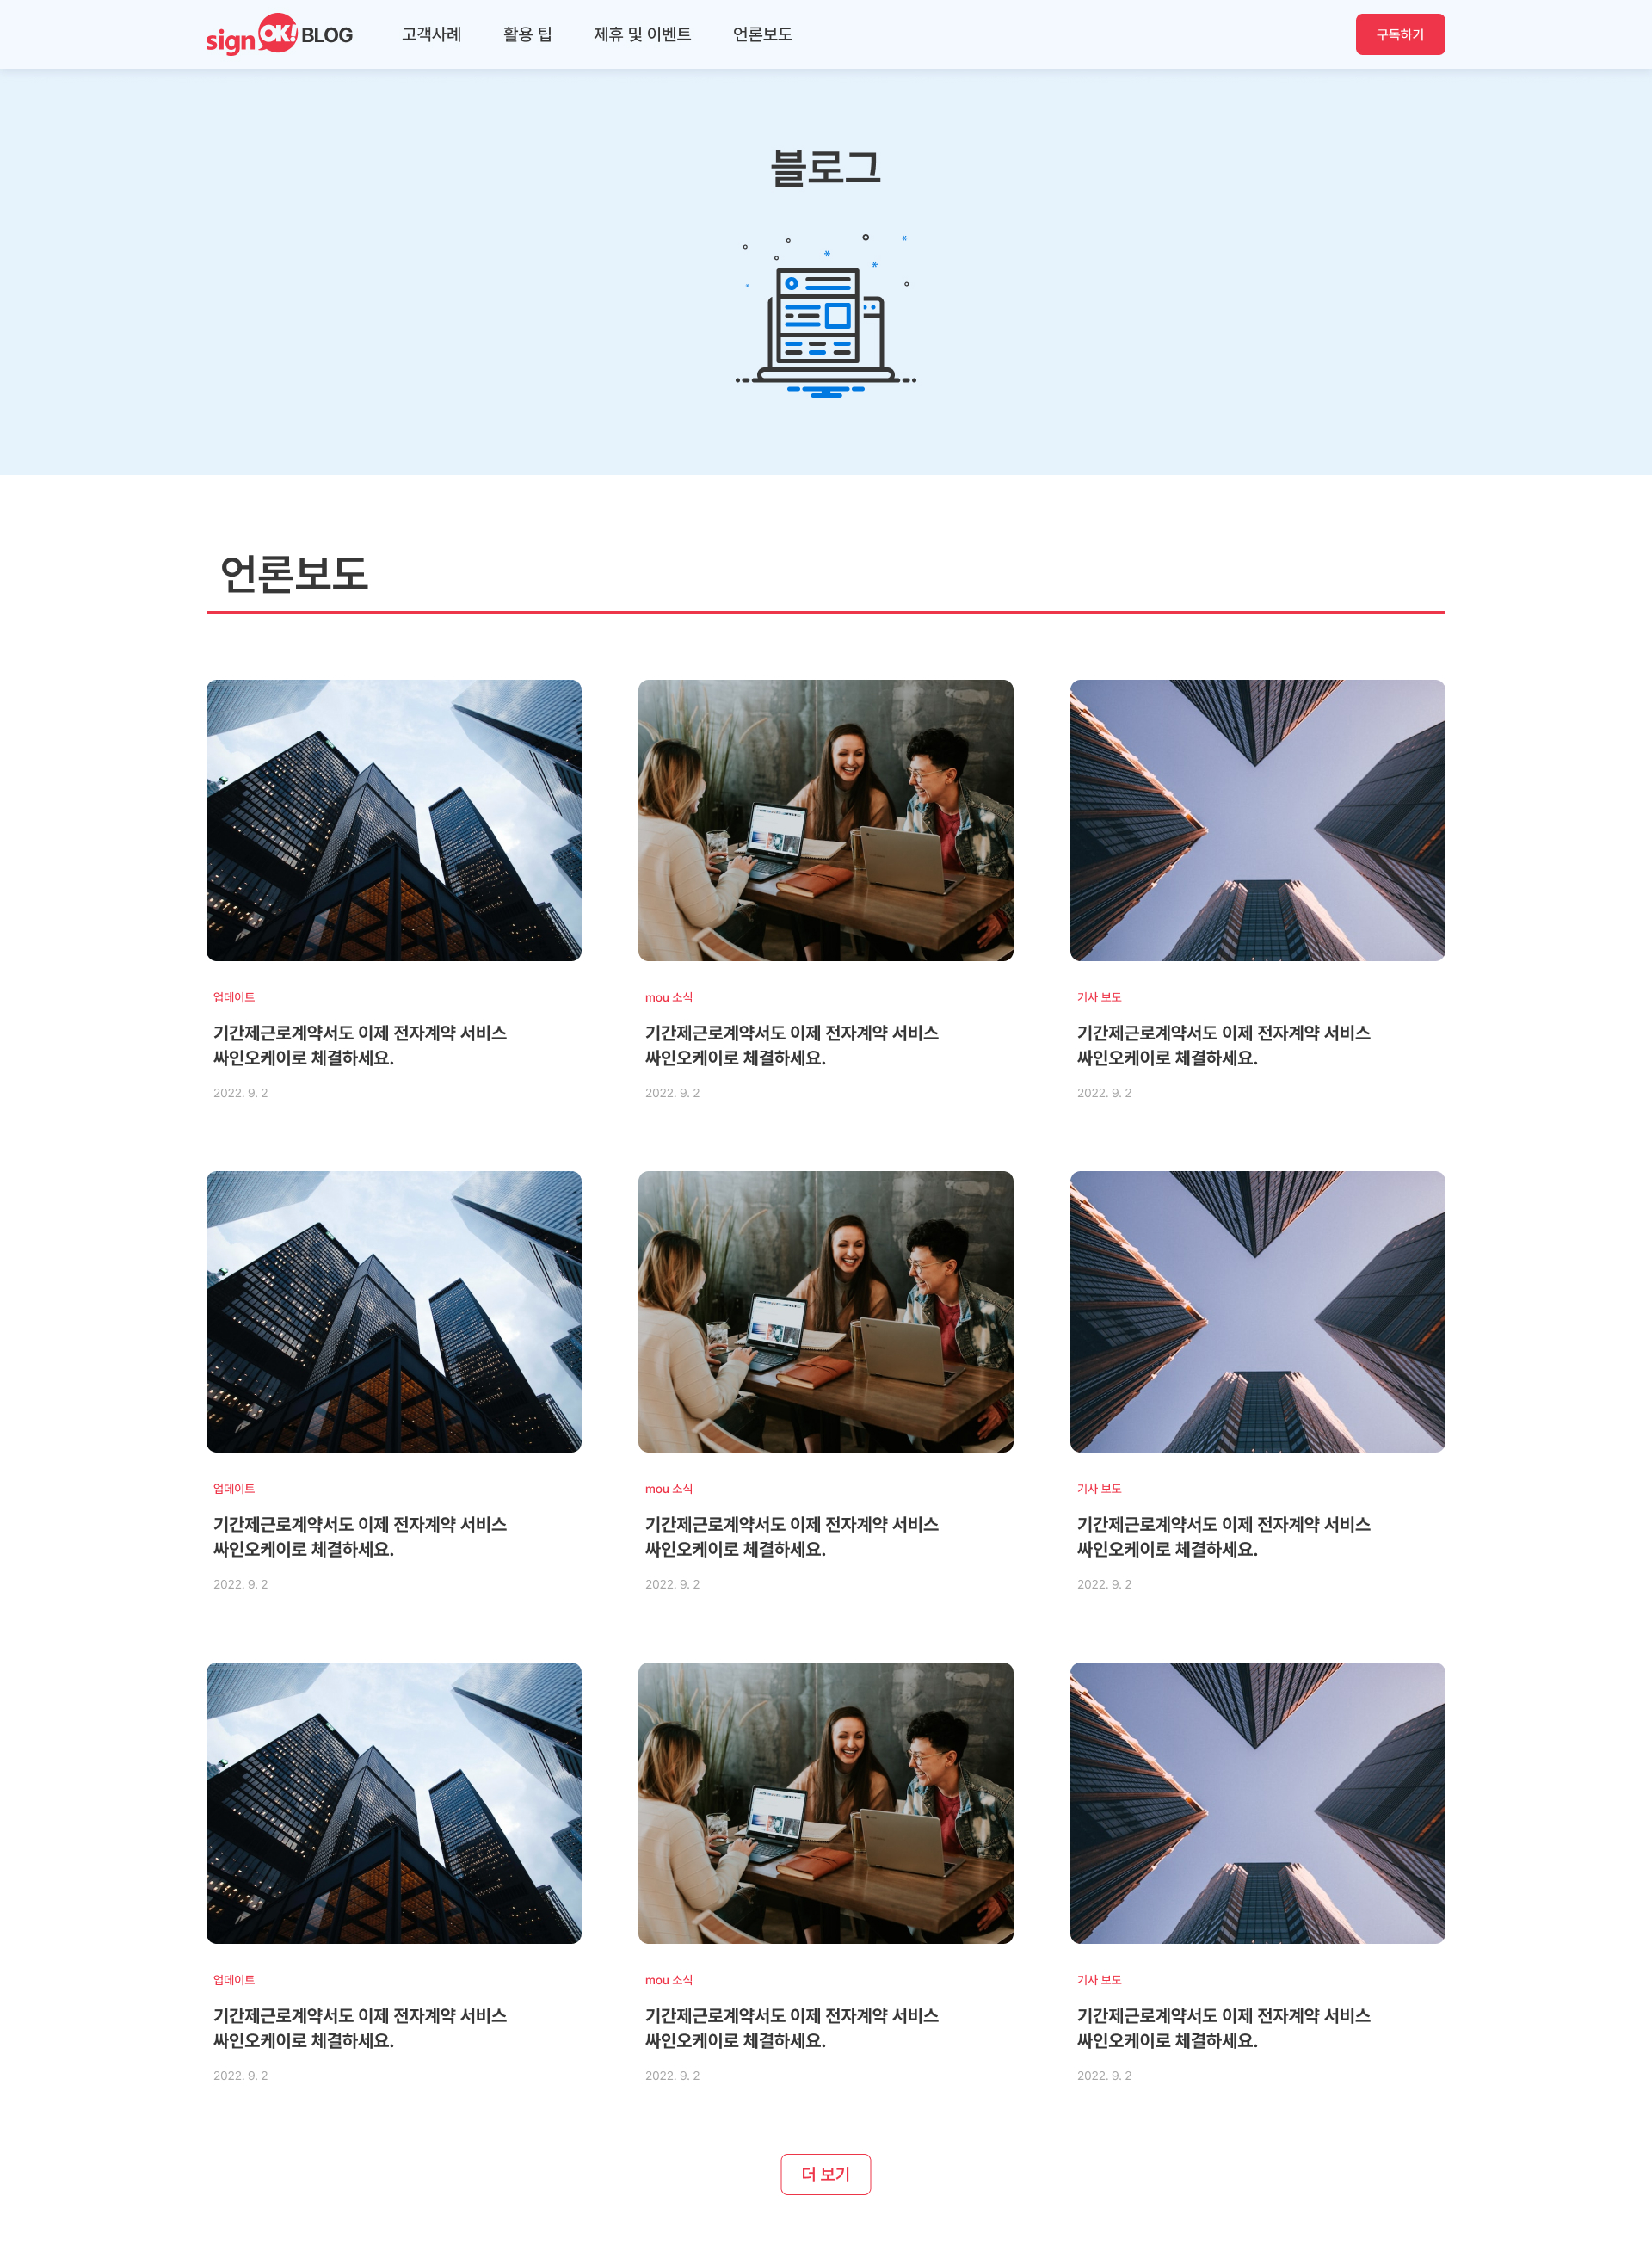 sign OK! BLOG 고객사례 활용 팁 제휴 및 이벤트 언론보도 구독하기
블로그
언론보도
업데이트
기간제근로계약서도 이제 전자계약 서비스
싸인오케이로 체결하세요.
2022. 9. 2
mou 소식
기간제근로계약서도 이제 전자계약 서비스
싸인오케이로 체결하세요.
2022. 9. 2
기사 보도
기간제근로계약서도 이제 전자계약 서비스
싸인오케이로 체결하세요.
2022. 9. 2
업데이트
기간제근로계약서도 이제 전자계약 서비스
싸인오케이로 체결하세요.
2022. 9. 2
mou 소식
기간제근로계약서도 이제 전자계약 서비스
싸인오케이로 체결하세요.
2022. 9. 2
기사 보도
기간제근로계약서도 이제 전자계약 서비스
싸인오케이로 체결하세요.
2022. 9. 2
업데이트
기간제근로계약서도 이제 전자계약 서비스
싸인오케이로 체결하세요.
2022. 9. 2
mou 소식
기간제근로계약서도 이제 전자계약 서비스
싸인오케이로 체결하세요.
2022. 9. 2
기사 보도
기간제근로계약서도 이제 전자계약 서비스
싸인오케이로 체결하세요.
2022. 9. 2
더 보기